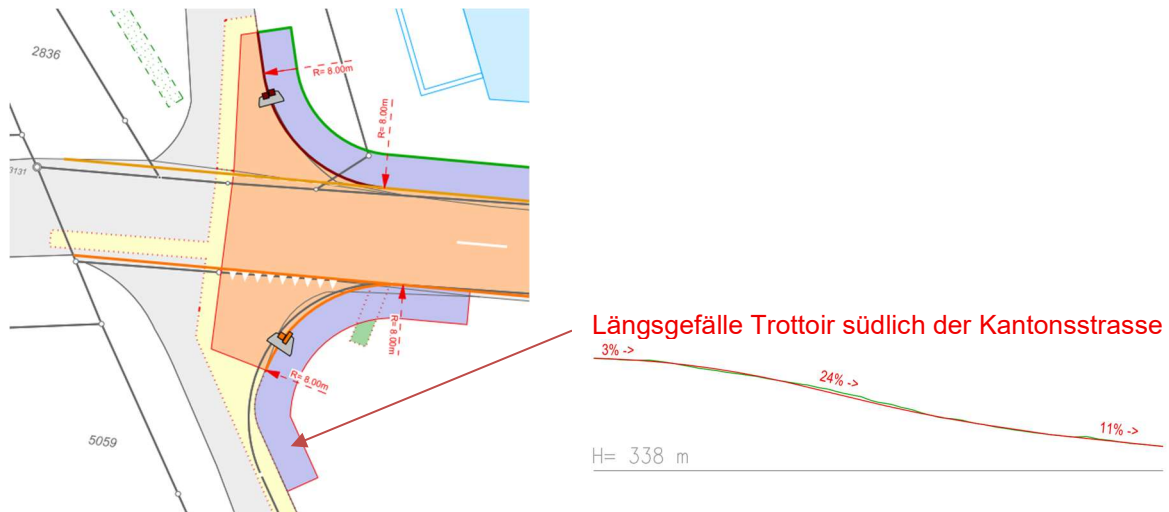 2836
R= 8.00m
R= 8.00m
3131
Längsgefälle Trottoir südlich der Kantonsstrasse
3% ->
24% ->
11% ->
H= 338 m
R= 8.00m
R= 8.00m
5059